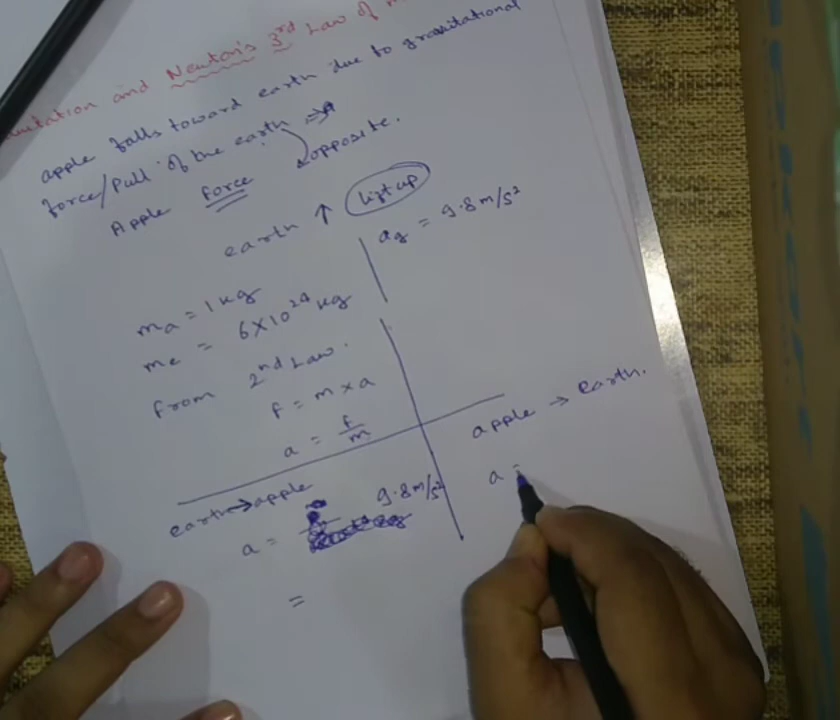 and Newton's 3rd Law of
apple falls toward earth due to gravitational
force/Pull of the earth →
Apple force opposite.
earth ↑ lift up
ag = 9.8 m/s²
ma = 1 kg
me = 6×10²⁴ kg
from 2nd Law.
f = m × a
a = f/m
earth → apple
a = 9.8 m/s²
=
apple → earth.
a =